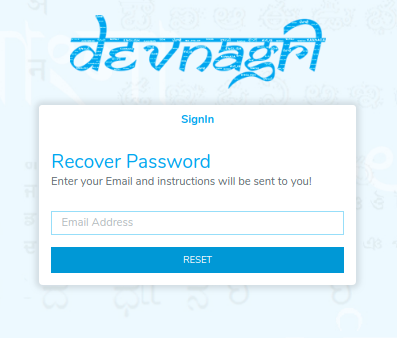 devnagri
SignIn
Recover Password
Enter your Email and instructions will be sent to you!
Email Address
RESET